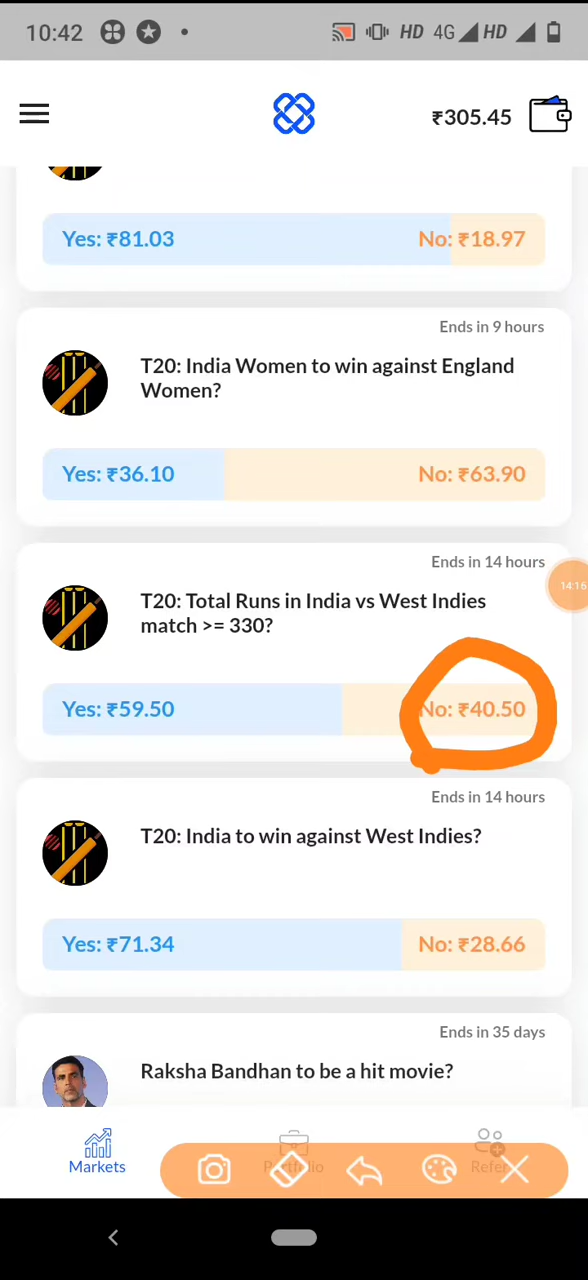 10:42
HD 4G HD
₹305.45
Yes: ₹81.03 No: ₹18.97
Ends in 9 hours
T20: India Women to win against England
Women?
Yes: ₹36.10 No: ₹63.90
Ends in 14 hours
14:16
T20: Total Runs in India vs West Indies
match >= 330?
Yes: ₹59.50 No: ₹40.50
Ends in 14 hours
T20: India to win against West Indies?
Yes: ₹71.34 No: ₹28.66
Ends in 35 days
Raksha Bandhan to be a hit movie?
Markets Portfolio Refer